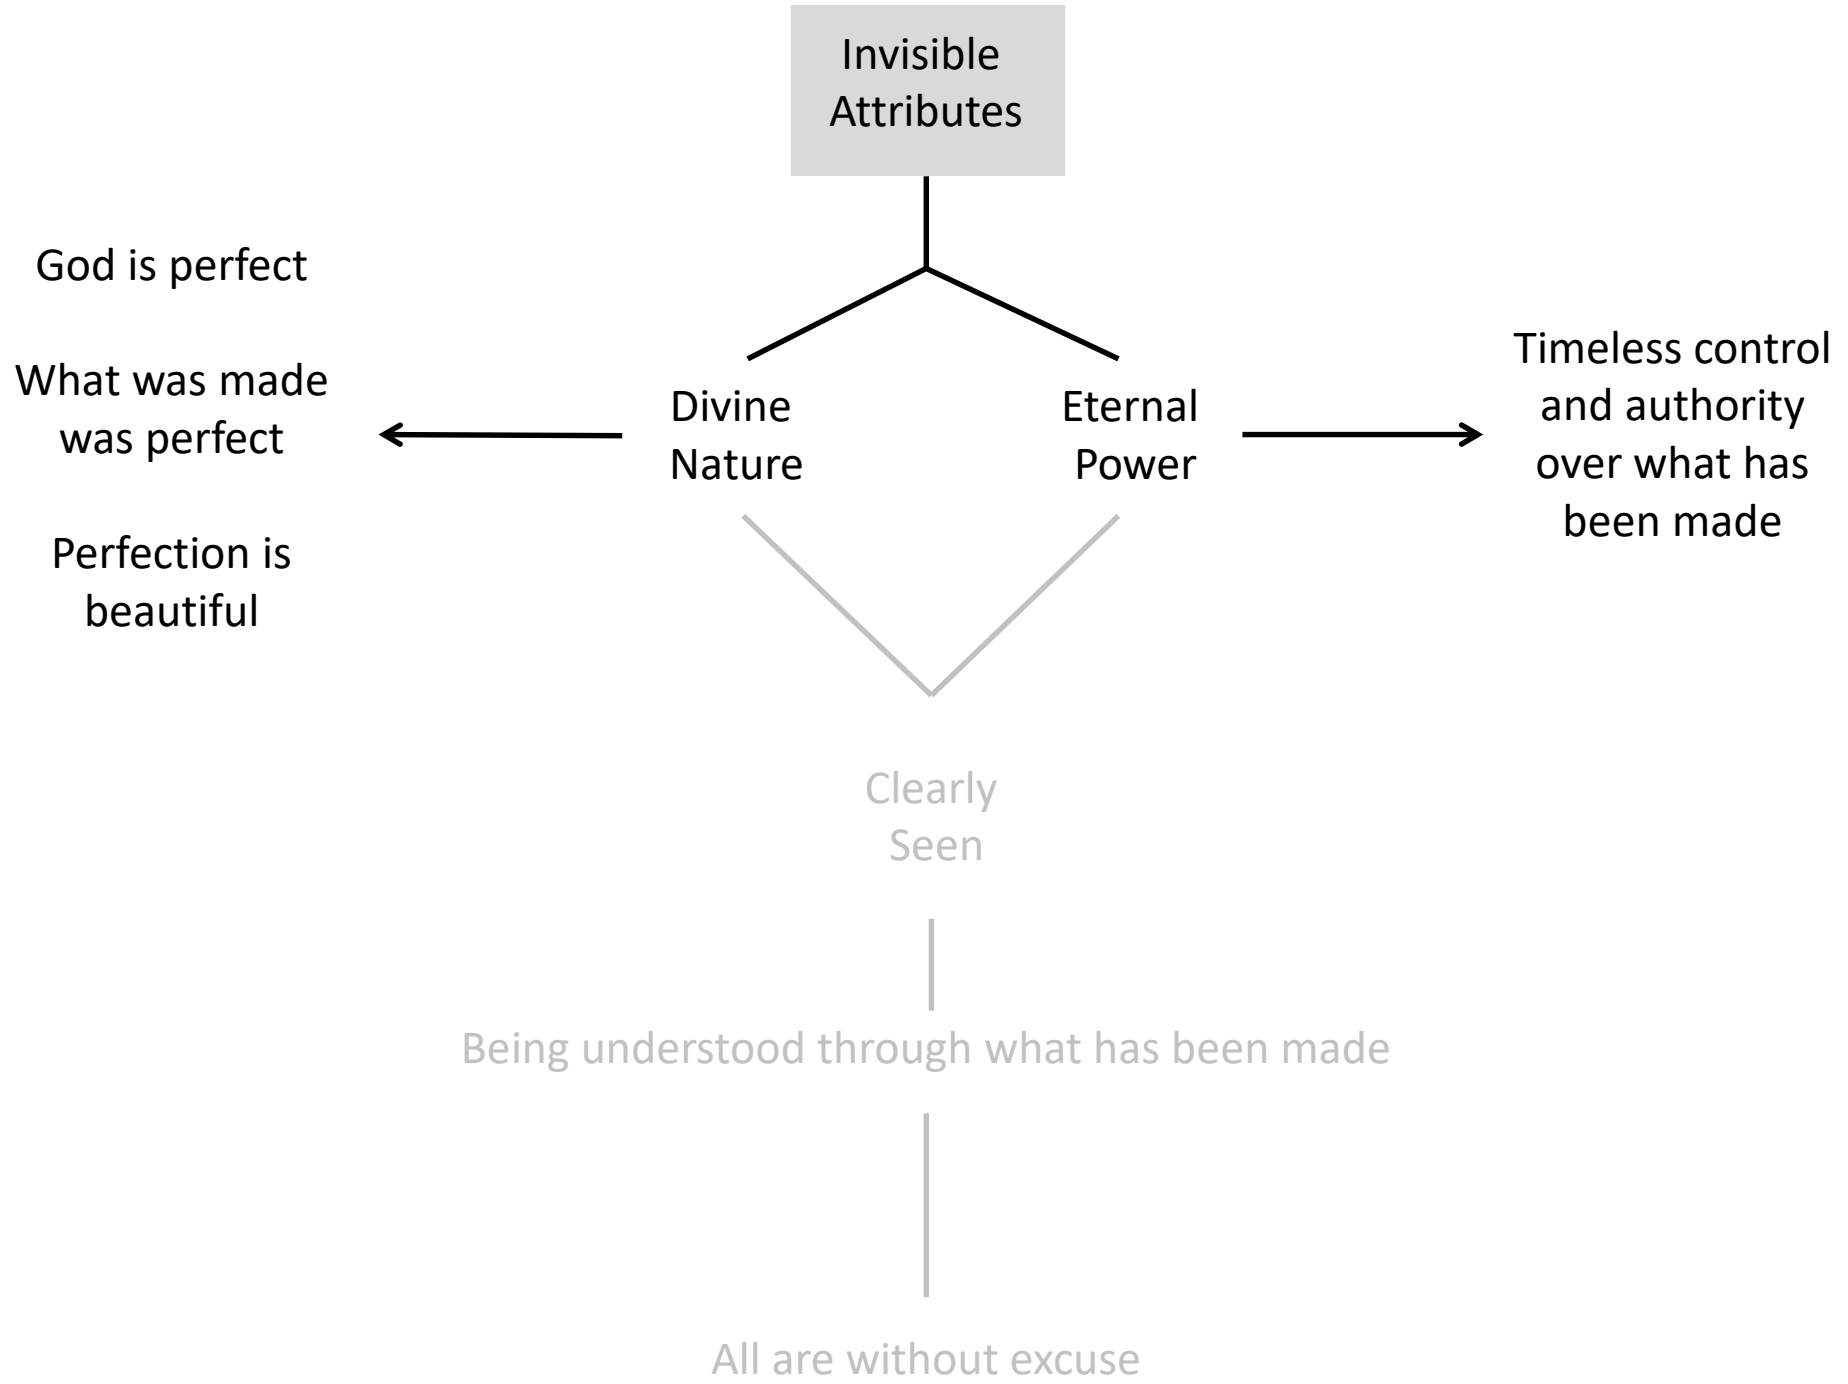 Invisible
Attributes
God is perfect
What was made
was perfect
Perfection is
beautiful
Divine
Nature
Eternal
Power
Timeless control
and authority
over what has
been made
Clearly
Seen
Being understood through what has been made
All are without excuse